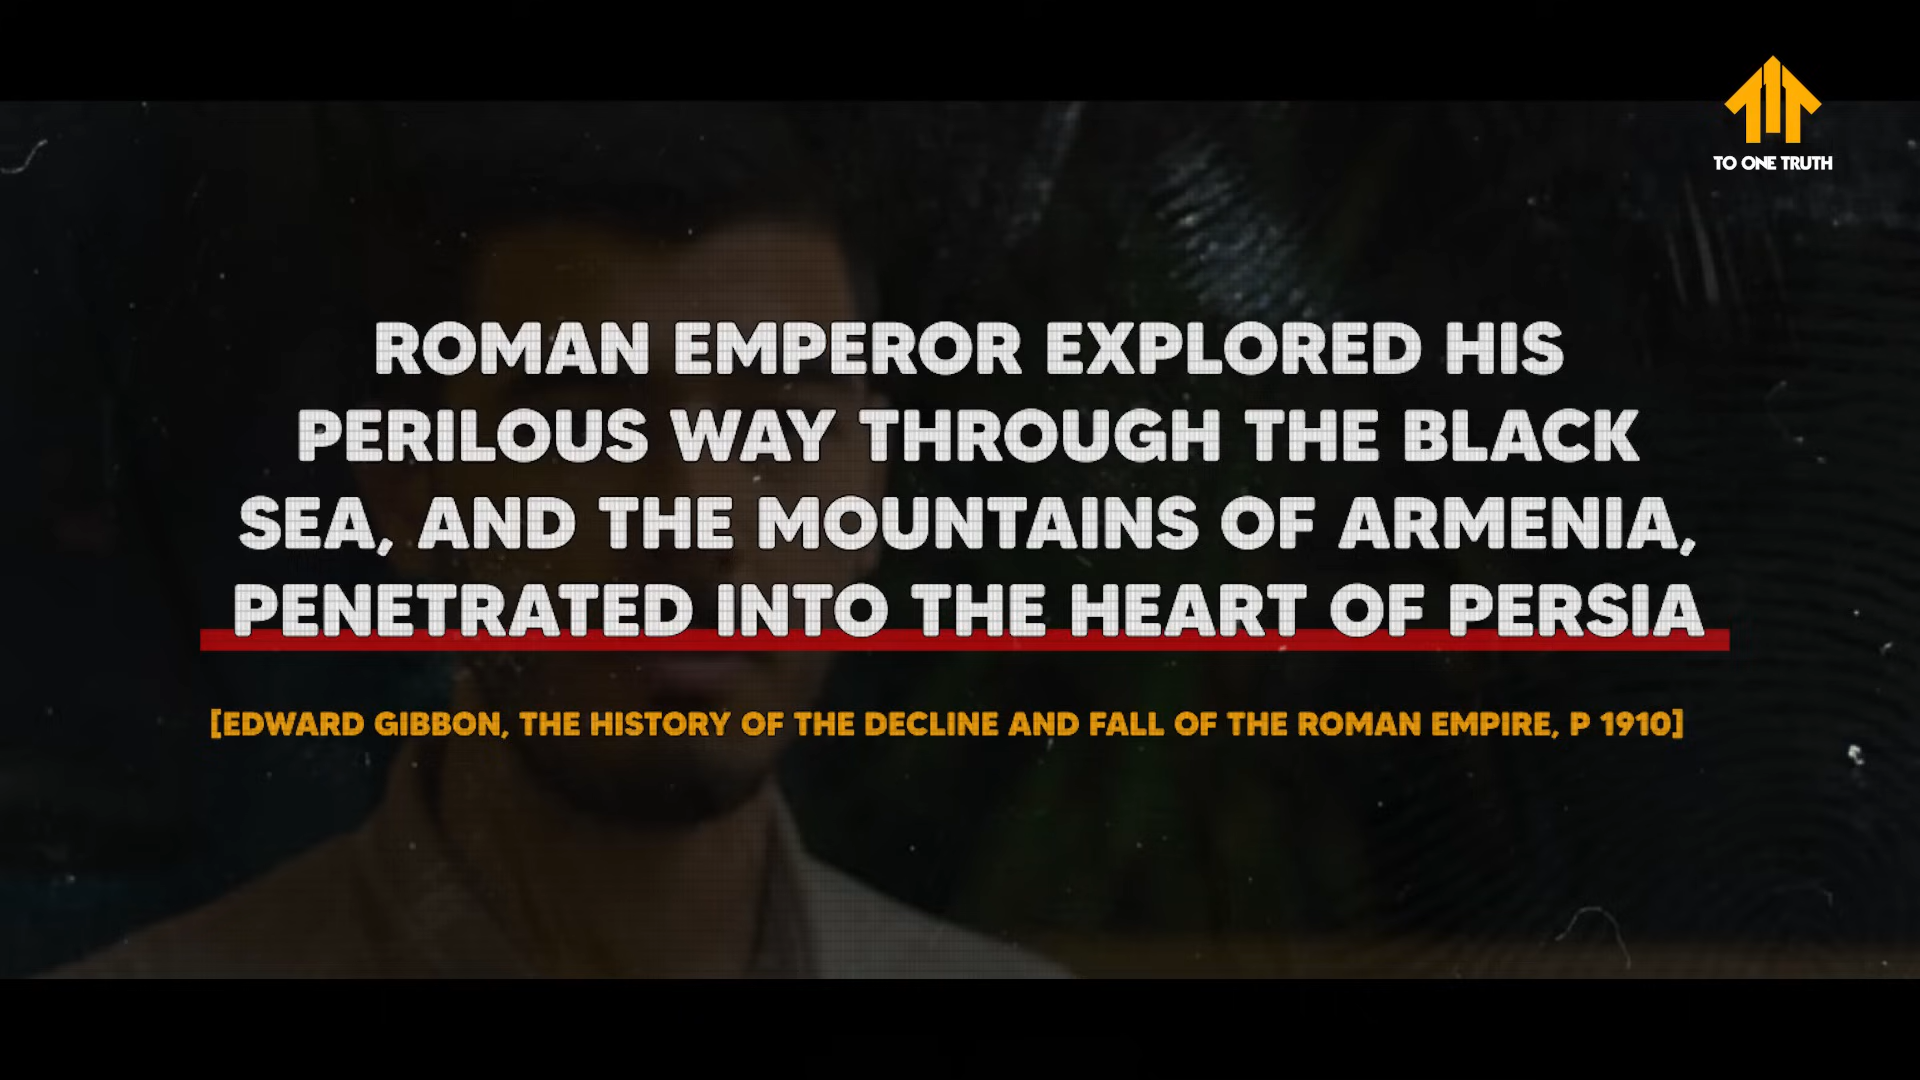 TO ONE TRUTH
ROMAN EMPEROR EXPLORED HIS
PERILOUS WAY THROUGH THE BLACK
SEA, AND THE MOUNTAINS OF ARMENIA,
PENETRATED INTO THE HEART OF PERSIA
[EDWARD GIBBON, THE HISTORY OF THE DECLINE AND FALL OF THE ROMAN EMPIRE, P 1910]